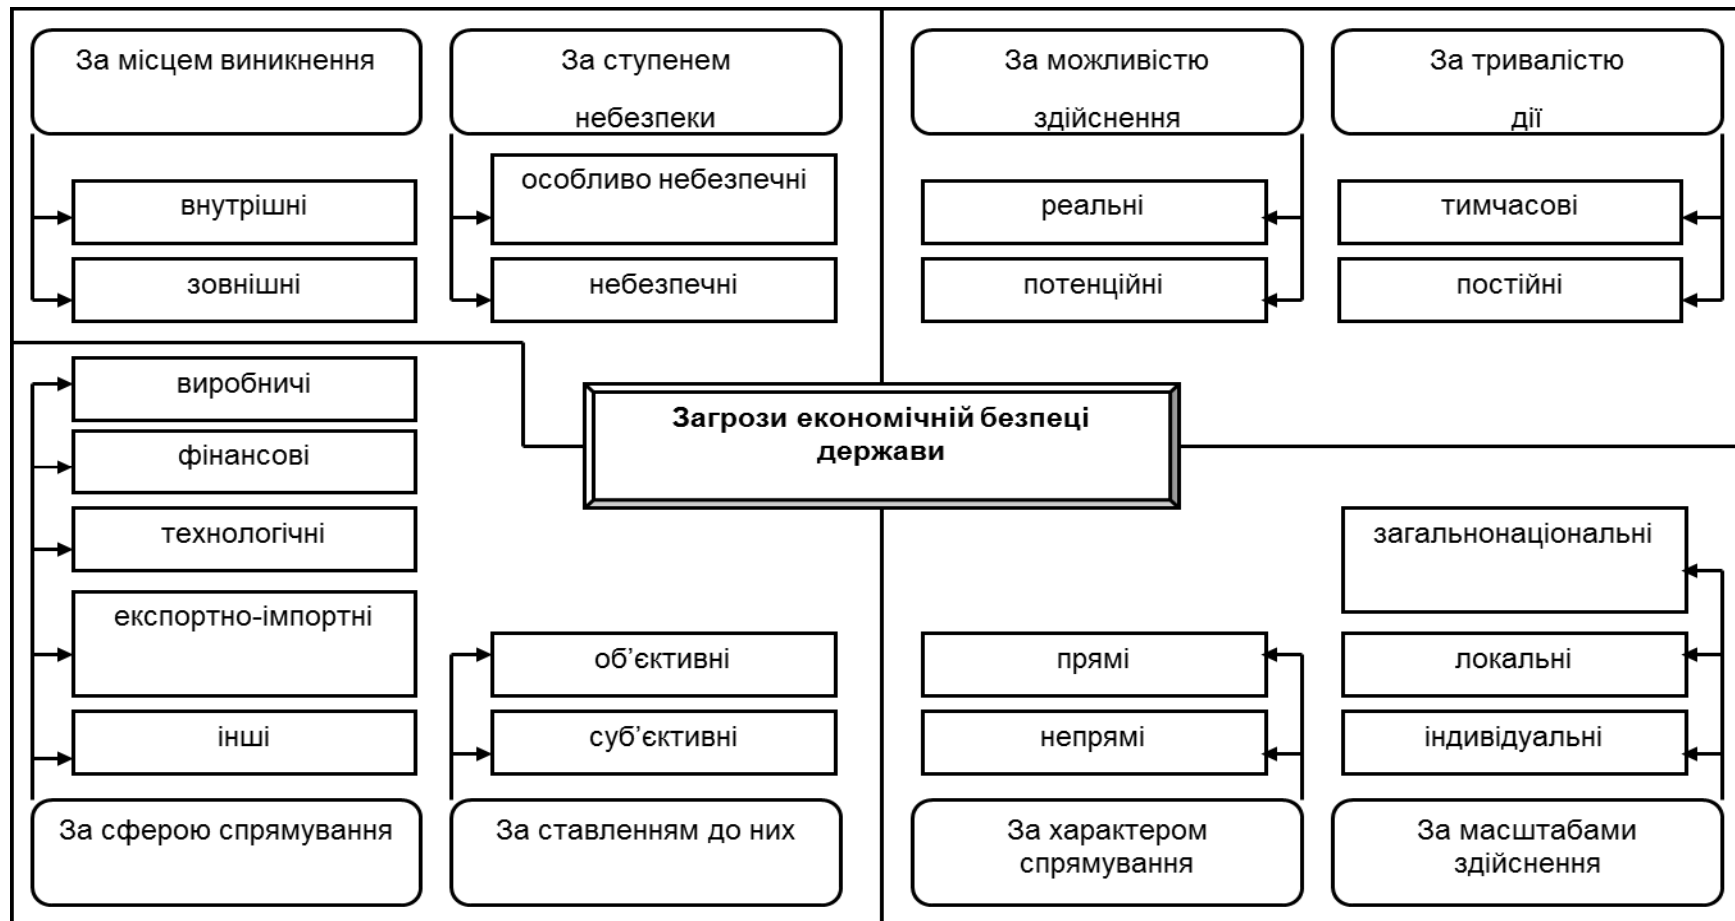 За місцем виникнення
внутрішні
зовнішні
За ступенем
небезпеки
особливо небезпечні
небезпечні
За можливістю
здійснення
реальні
потенційні
За тривалістю
дії
тимчасові
постійні
Загрози економічній безпеці
держави
виробничі
фінансові
технологічні
експортно-імпортні
інші
За сферою спрямування
об’єктивні
суб’єктивні
За ставленням до них
прямі
непрямі
За характером
спрямування
загальнонаціональні
локальні
індивідуальні
За масштабами
здійснення